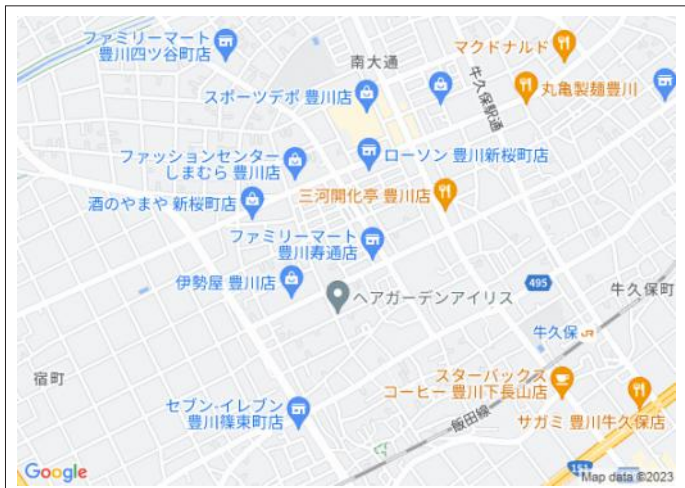 ファミリーマート
豊川四ツ谷町店
南大通
マクドナルド
スポーツデポ 豊川店
牛久保駅通
丸亀製麺豊川
ファッションセンター
しまむら 豊川店
ローソン 豊川新桜町店
酒のやまや 新桜町店
三河開化亭 豊川店
ファミリーマート
豊川寿通店
伊勢屋 豊川店
ヘアガーデンアイリス
495
牛久保町
牛久保 JR
宿町
スターバックス
コーヒー 豊川下長山店
セブン-イレブン
豊川篠束町店
飯田線
サガミ 豊川牛久保店
151
Google
Map data ©2023